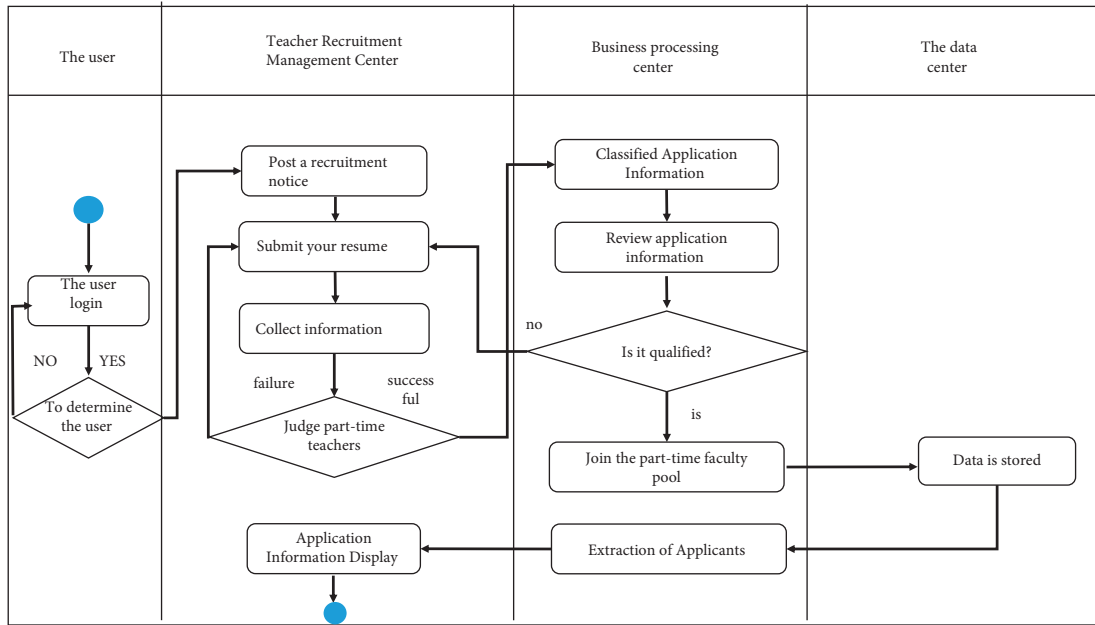 The user
Teacher Recruitment
Management Center
Business processing
center
The data
center
The user
login
NO
YES
To determine
the user
Post a recruitment
notice
Submit your resume
Collect information
failure
success
ful
Judge part-time
teachers
Application
Information Display
Classified Application
Information
Review application
information
no
Is it qualified?
is
Join the part-time faculty
pool
Extraction of Applicants
Data is stored